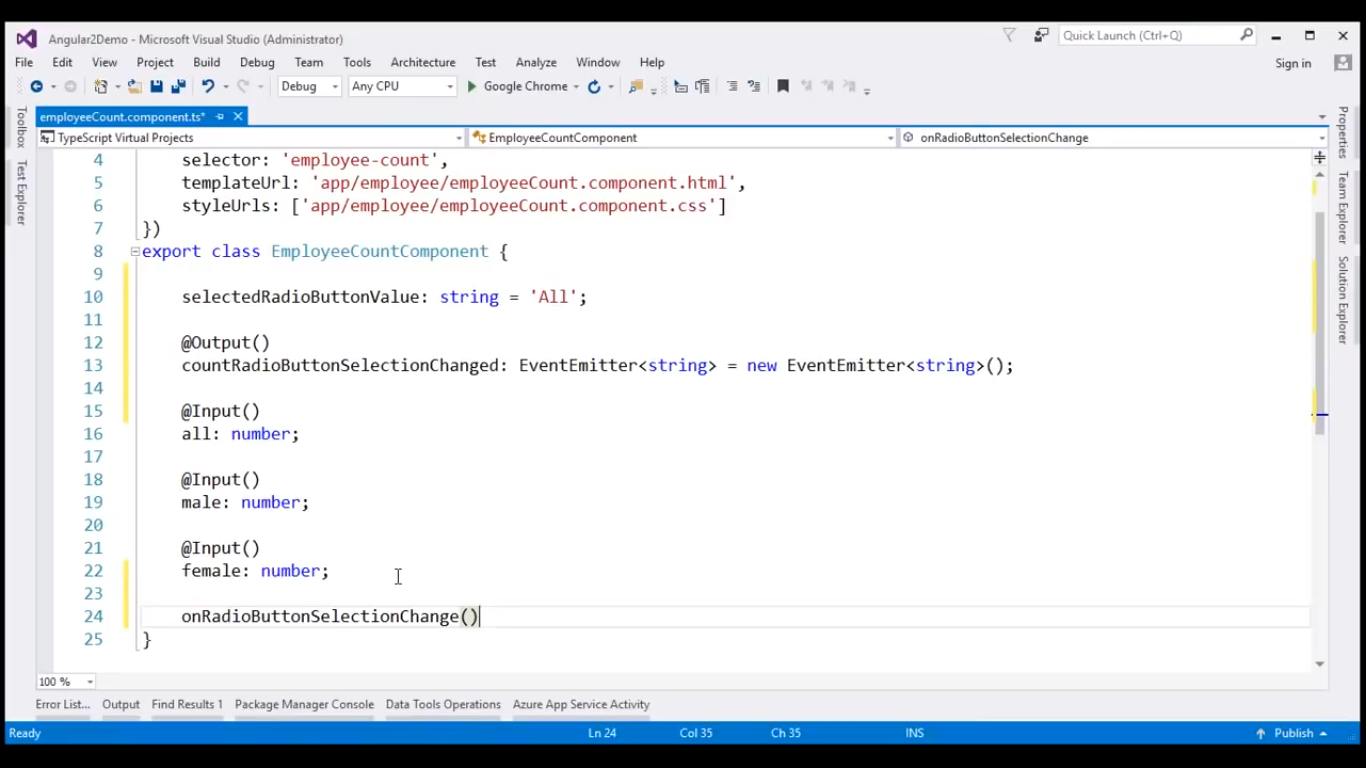 Angular2Demo - Microsoft Visual Studio (Administrator)
Quick Launch (Ctrl+Q)
File Edit View Project Build Debug Team Tools Architecture Test Analyze Window Help
Sign in
Debug Any CPU Google Chrome
employeeCount.component.ts*
TypeScript Virtual Projects EmployeeCountComponent onRadioButtonSelectionChange
Toolbox
Test Explorer
Properties
Team Explorer
Solution Explorer
4 selector: 'employee-count',
5 templateUrl: 'app/employee/employeeCount.component.html',
6 styleUrls: ['app/employee/employeeCount.component.css']
7 })
8 export class EmployeeCountComponent {
9
10 selectedRadioButtonValue: string = 'All';
11
12 @Output()
13 countRadioButtonSelectionChanged: EventEmitter<string> = new EventEmitter<string>();
14
15 @Input()
16 all: number;
17
18 @Input()
19 male: number;
20
21 @Input()
22 female: number;
23
24 onRadioButtonSelectionChange()
25 }
100 %
Error List... Output Find Results 1 Package Manager Console Data Tools Operations Azure App Service Activity
Ready Ln 24 Col 35 Ch 35 INS Publish